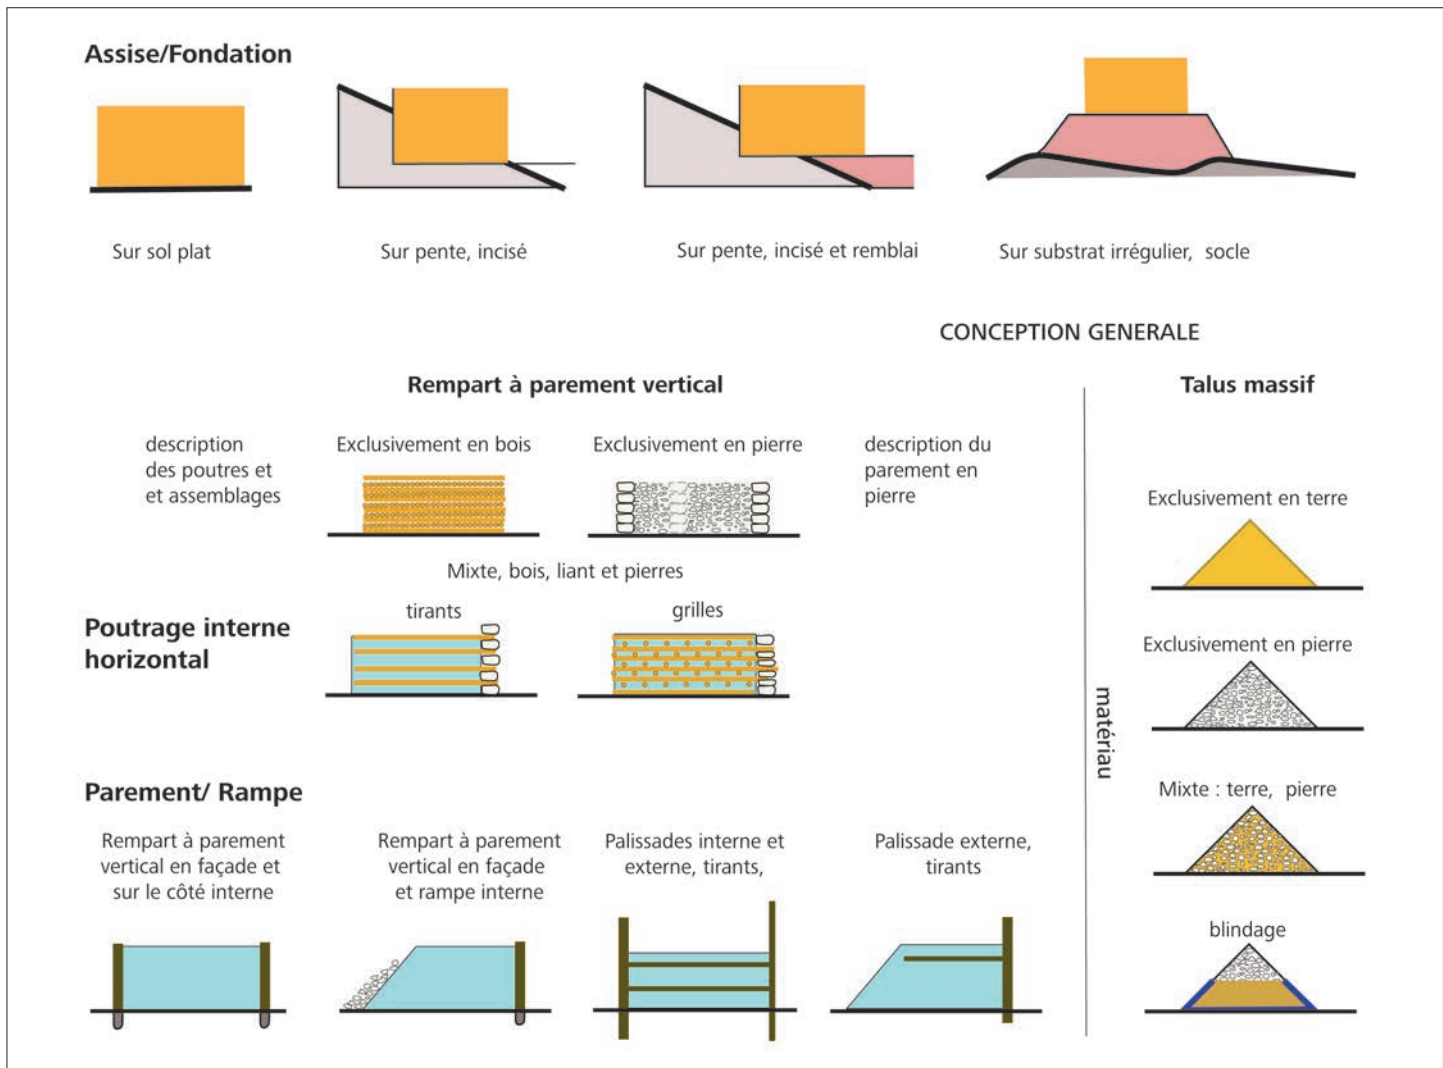 Assise/Fondation
Sur sol plat
Sur pente, incisé
Sur pente, incisé et remblai
Sur substrat irrégulier, socle
CONCEPTION GENERALE
Rempart à parement vertical
Talus massif
description
des poutres et
et assemblages
Exclusivement en bois
Exclusivement en pierre
description du
parement en
pierre
Mixte, bois, liant et pierres
Poutrage interne
horizontal
tirants
grilles
matériau
Exclusivement en terre
Exclusivement en pierre
Mixte : terre, pierre
blindage
Parement/ Rampe
Rempart à parement
vertical en façade et
sur le côté interne
Rempart à parement
vertical en façade
et rampe interne
Palissades interne et
externe, tirants,
Palissade externe,
tirants